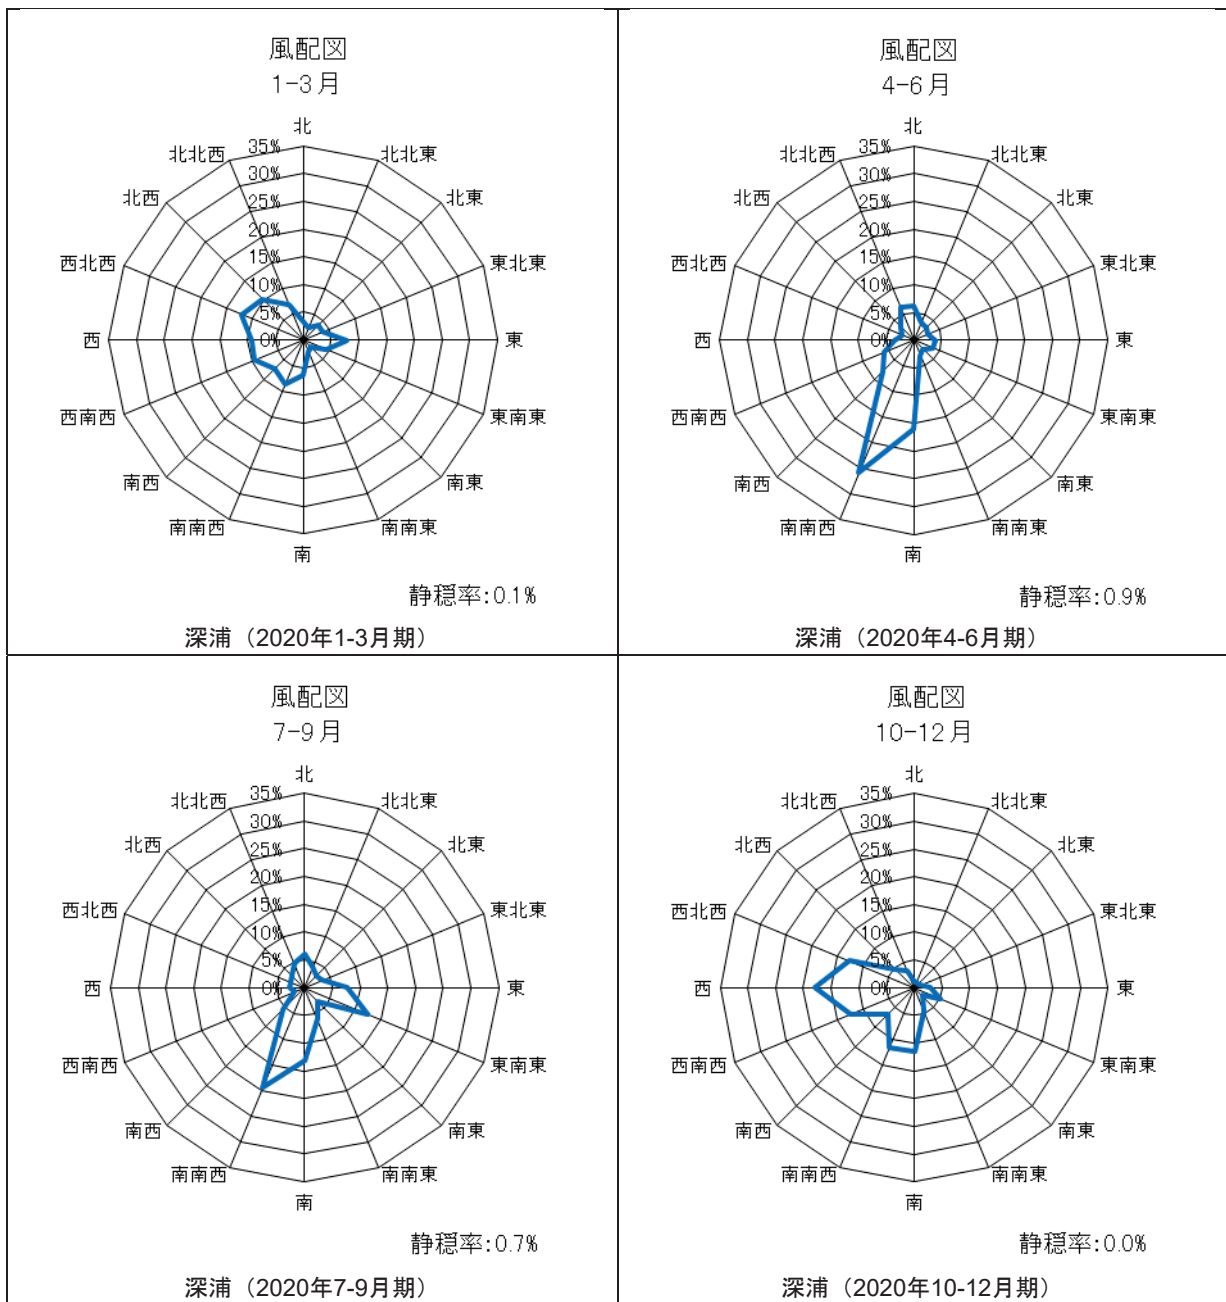 風配図
1-3月
北
35%
北北西
北北東
30%
北西
25%
北東
20%
西北西
15%
東北東
10%
5%
西
0%
東
西南西
東南東
南西
南東
南南西
南南東
南
静穏率:0.1%
深浦（2020年1-3月期）
風配図
4-6月
北
35%
北北西
北北東
30%
北西
25%
北東
20%
西北西
15%
東北東
10%
5%
西
0%
東
西南西
東南東
南西
南東
南南西
南南東
南
静穏率:0.9%
深浦（2020年4-6月期）
風配図
7-9月
北
35%
北北西
北北東
30%
北西
25%
北東
20%
西北西
15%
東北東
10%
5%
西
0%
東
西南西
東南東
南西
南東
南南西
南南東
南
静穏率:0.7%
深浦（2020年7-9月期）
風配図
10-12月
北
35%
北北西
北北東
30%
北西
25%
北東
20%
西北西
15%
東北東
10%
5%
西
0%
東
西南西
東南東
南西
南東
南南西
南南東
南
静穏率:0.0%
深浦（2020年10-12月期）